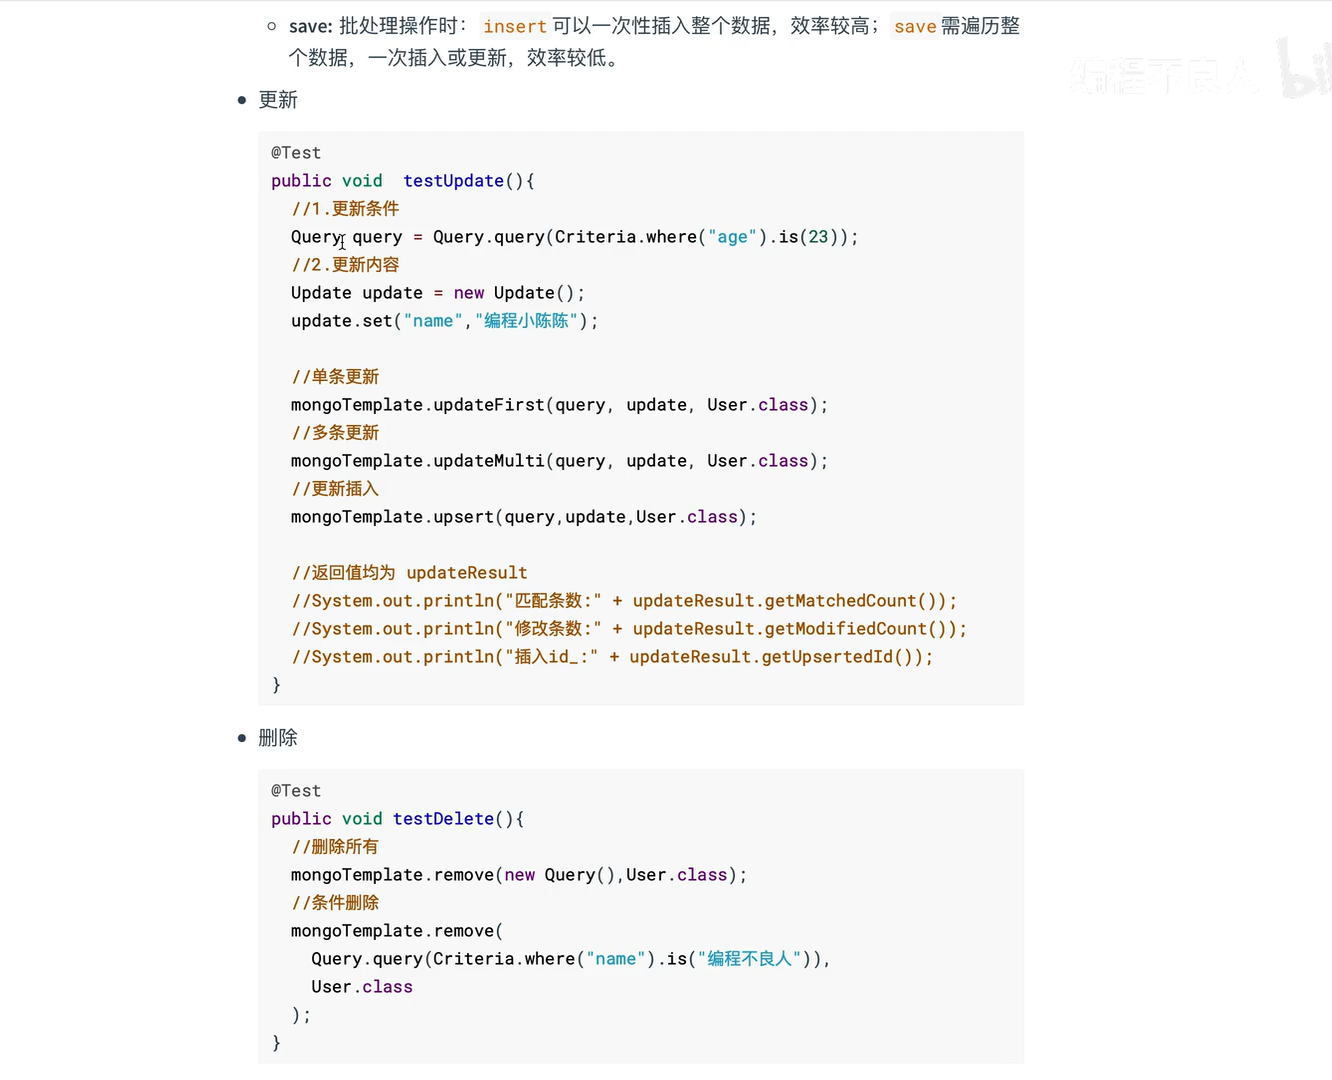 save: 批处理操作时： insert 可以一次性插入整个数据，效率较高； save 需遍历整
个数据，一次插入或更新，效率较低。
编程不良人
更新
@Test
public void  testUpdate(){
  //1.更新条件
  Query query = Query.query(Criteria.where("age").is(23));
  //2.更新内容
  Update update = new Update();
  update.set("name","编程小陈陈");
  //单条更新
  mongoTemplate.updateFirst(query, update, User.class);
  //多条更新
  mongoTemplate.updateMulti(query, update, User.class);
  //更新插入
  mongoTemplate.upsert(query,update,User.class);
  //返回值均为 updateResult
  //System.out.println("匹配条数:" + updateResult.getMatchedCount());
  //System.out.println("修改条数:" + updateResult.getModifiedCount());
  //System.out.println("插入id_:" + updateResult.getUpsertedId());
}
删除
@Test
public void testDelete(){
  //删除所有
  mongoTemplate.remove(new Query(),User.class);
  //条件删除
  mongoTemplate.remove(
    Query.query(Criteria.where("name").is("编程不良人")),
    User.class
  );
}